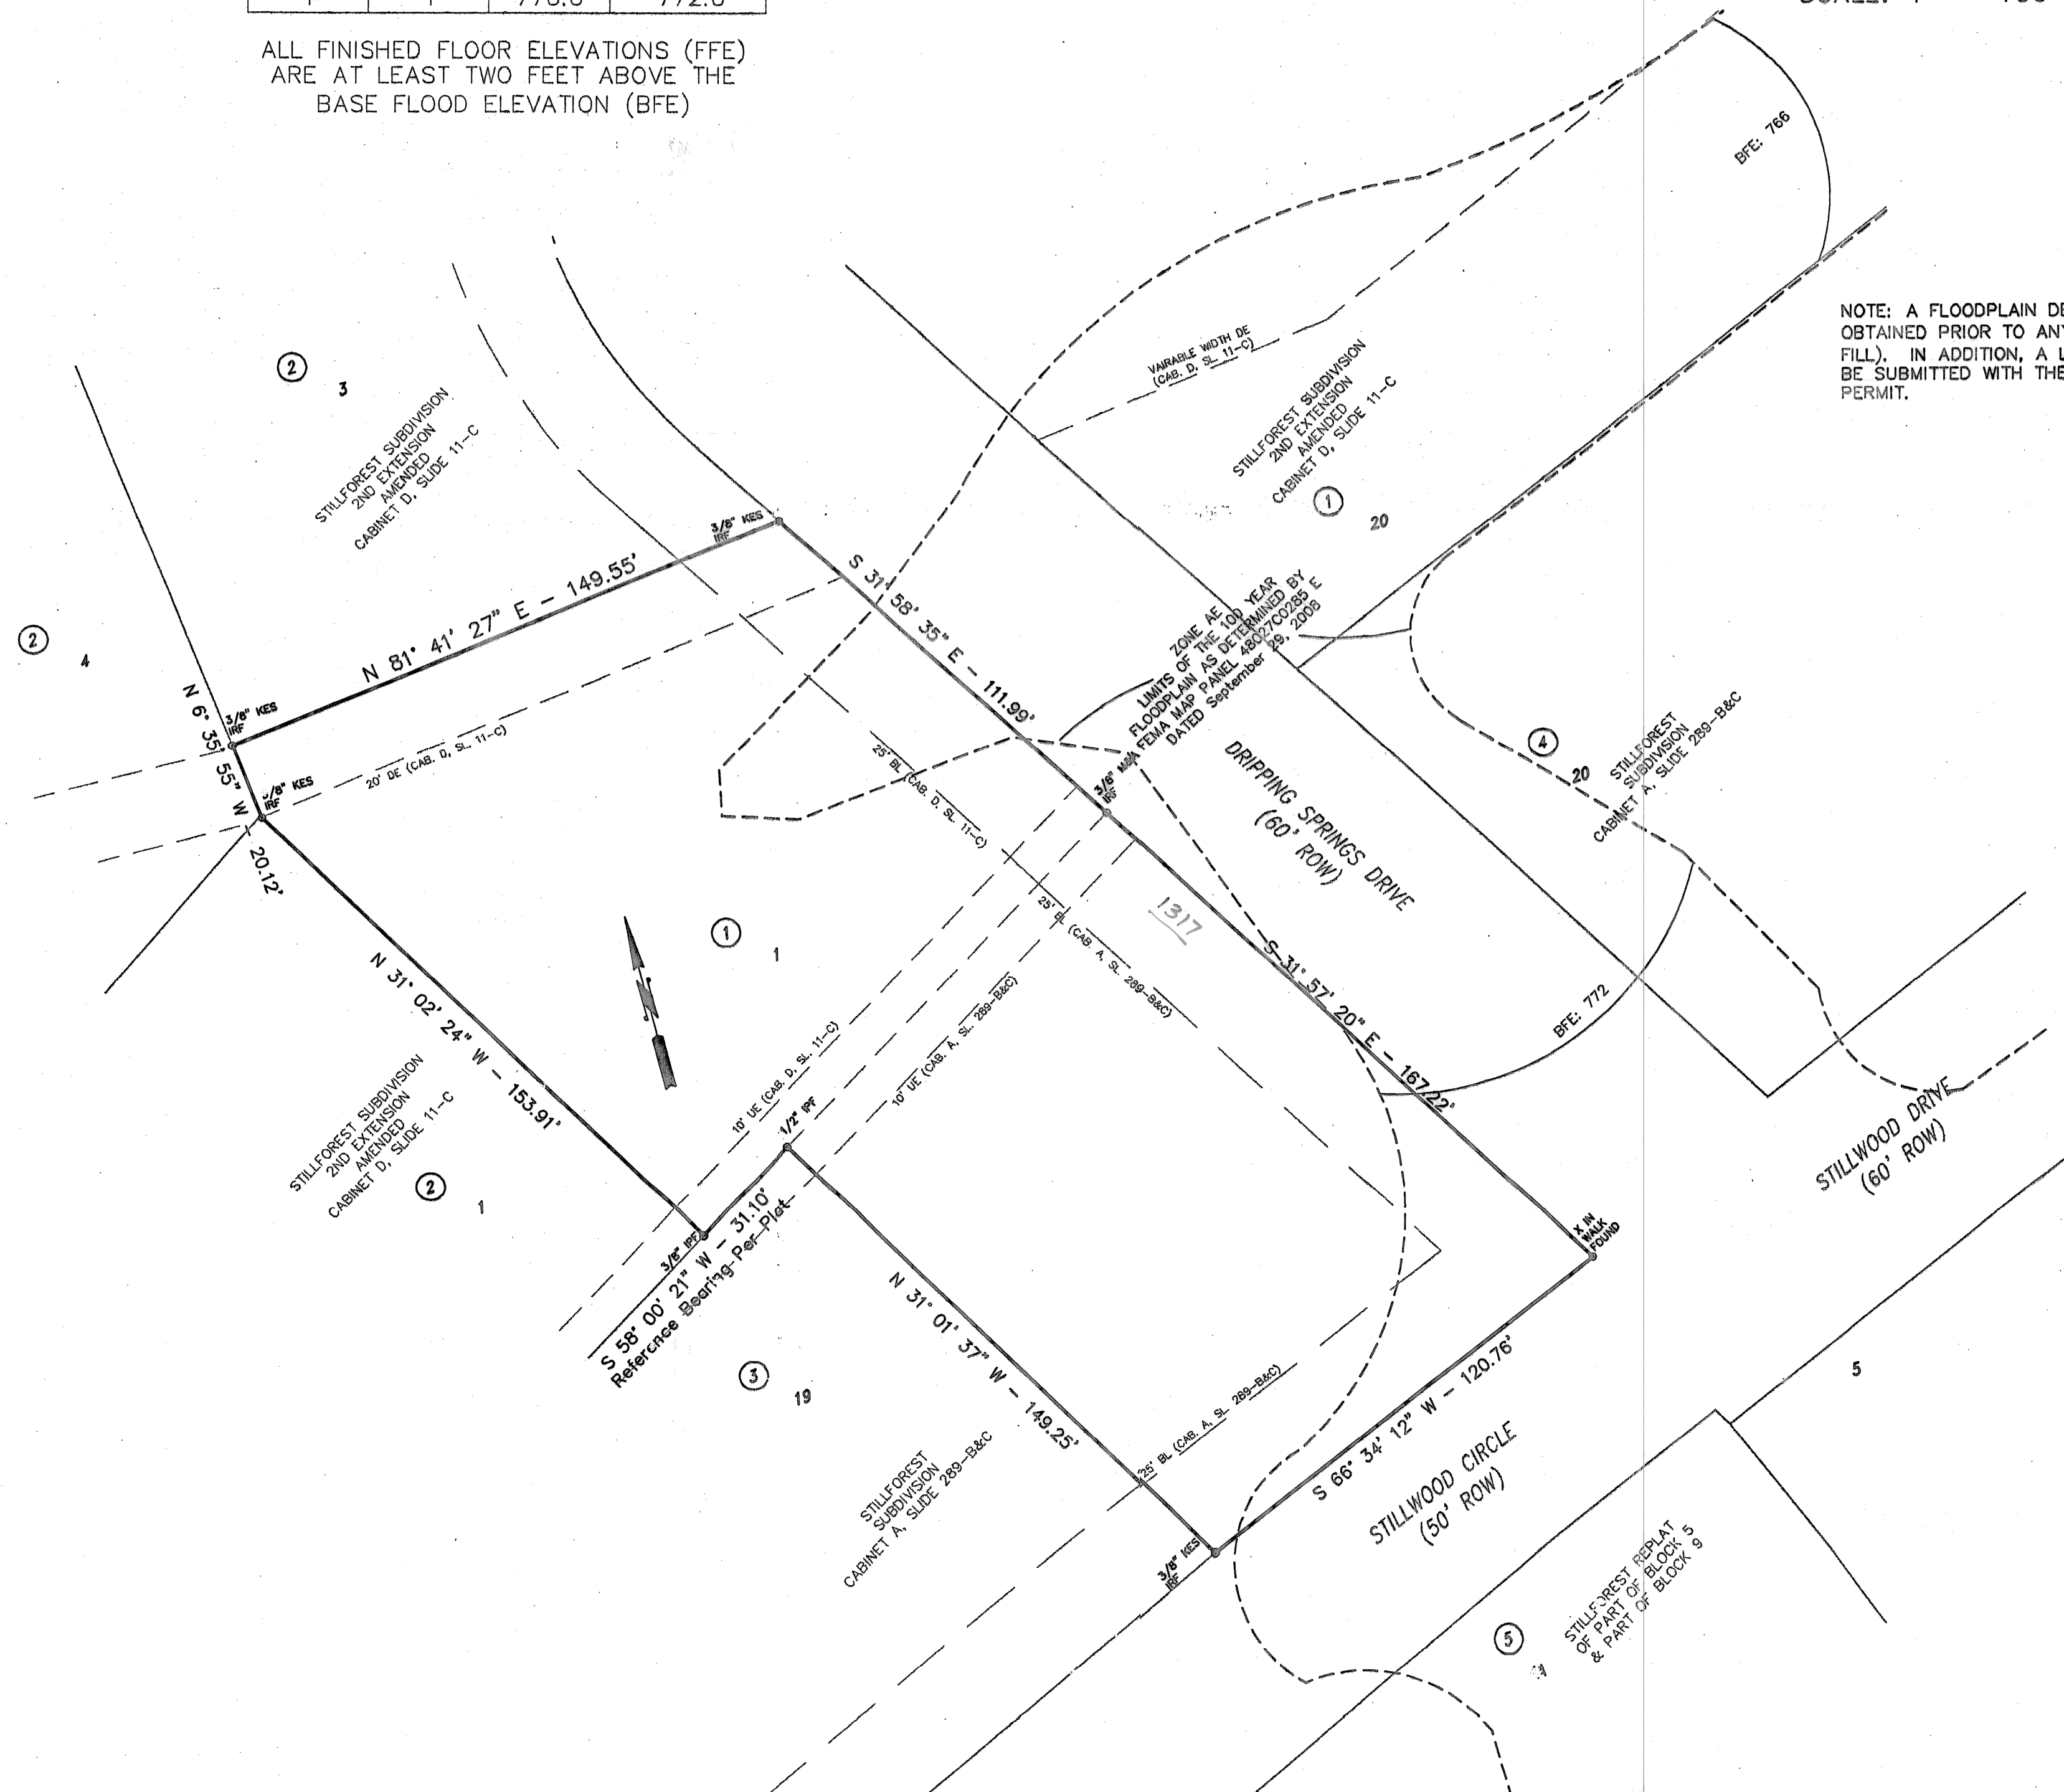 ALL FINISHED FLOOR ELEVATIONS (FFE)
ARE AT LEAST TWO FEET ABOVE THE
BASE FLOOD ELEVATION (BFE)
BFE: 766
NOTE: A FLOODPLAIN DE
OBTAINED PRIOR TO ANY
FILL). IN ADDITION, A L
BE SUBMITTED WITH THE
PERMIT.
VAIRABLE WIDTH DE
(CAB. D, SL. 11-C)
STILLFOREST SUBDIVISION
2ND EXTENSION
AMENDED
CABINET D, SLIDE 11-C
1
20
2
3
STILLFOREST SUBDIVISION
2ND EXTENSION
AMENDED
CABINET D, SLIDE 11-C
3/8" KES
IRF
N 81° 41' 27" E - 149.55'
S 31° 58' 35" E - 111.99'
ZONE AE
LIMITS OF THE 100 YEAR
FLOODPLAIN AS DETERMINED BY
FEMA MAP PANEL 48027C0285 E
DATED September 29, 2008
2
4
N 6° 35' 55" W
20.12'
3/8" KES
IRF
/8" KES
IRF
20' DE (CAB. D, SL. 11-C)
25' BL (CAB. D, SL. 11-C)
3/8"
IRF
DRIPPING SPRINGS DRIVE
(60' ROW)
4
20
STILLFOREST
SUBDIVISION
CABINET A, SLIDE 289-B&C
1317
25' BL (CAB. A, SL. 289-B&C)
1
1
N 31° 02' 24" W - 153.91'
S 31° 57' 20" E - 167.22'
BFE: 772
10' UE (CAB. D, SL. 11-C)
10' UE (CAB. A, SL. 289-B&C)
STILLFOREST SUBDIVISION
2ND EXTENSION
AMENDED
CABINET D, SLIDE 11-C
2
1
1/2" IPF
3/8" IPF
S 58° 00' 21" W - 31.10'
Reference Bearing Per Plat
STILLWOOD DRIVE
(60' ROW)
X IN
WALK
FOUND
N 31° 01' 37" W - 149.25'
3
19
STILLFOREST
SUBDIVISION
CABINET A, SLIDE 289-B&C
25' BL (CAB. A, SL. 289-B&C)
S 66° 34' 12" W - 120.76'
STILLWOOD CIRCLE
(50' ROW)
5
3/8" KES
IRF
STILLFOREST REPLAT
OF PART OF BLOCK 5
& PART OF BLOCK 9
5